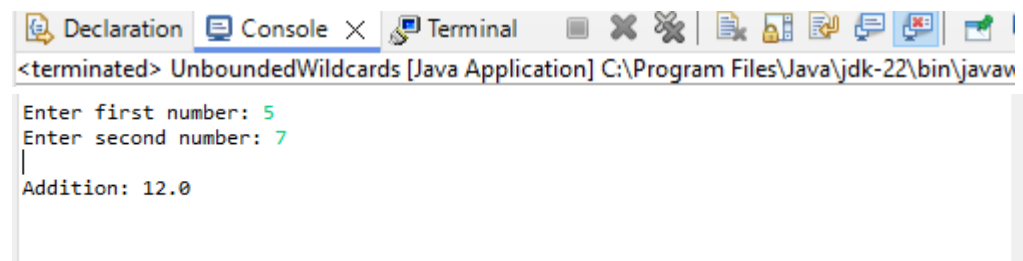 Declaration Console Terminal
<terminated> UnboundedWildcards [Java Application] C:\Program Files\Java\jdk-22\bin\javaw
Enter first number: 5
Enter second number: 7
Addition: 12.0